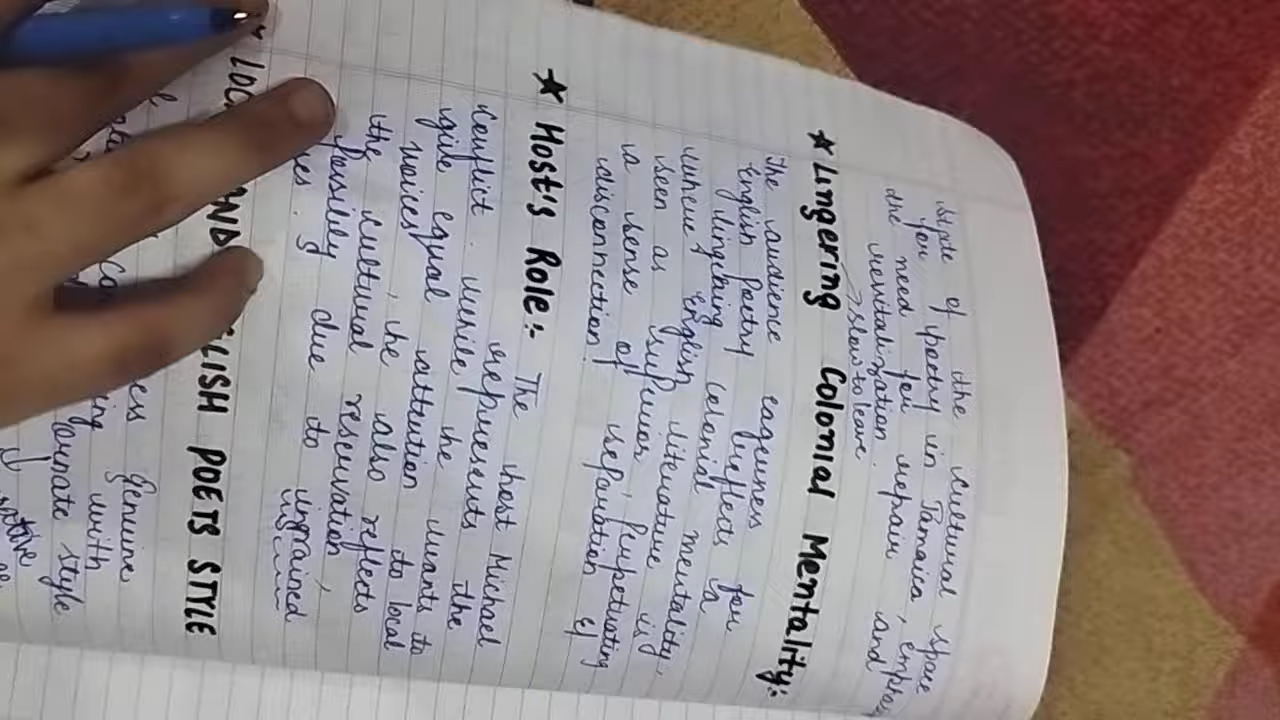 state of the cultural space
for poetry in Jamaica,
the need for repair and
revitalization.
→slow to leave
★ Lingering Colonial Mentality:-
The audience eagerness for
English Poetry reflects a
lingering colonial mentality,
where English literature is
seen as superior, perpetuating
a sense of separation &
disconnection!
★ Host's Role:- The host Michael
represents the
Conflict. While he wants to
give equal attention to local
voices, he also reflects
the cultural reservation,
possibly due to ingrained
ENGLISH POETS STYLE
genuine
with
style